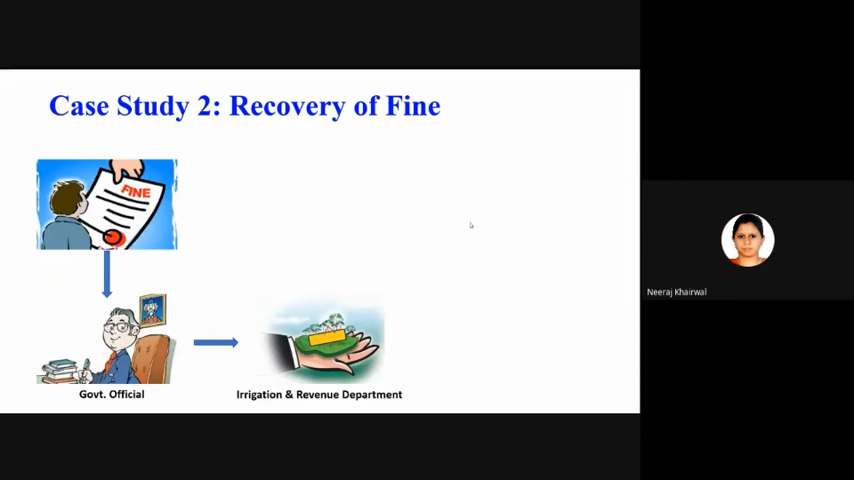 Case Study 2: Recovery of Fine
FINE
Neeraj Khairwal
Govt. Official
Irrigation & Revenue Department